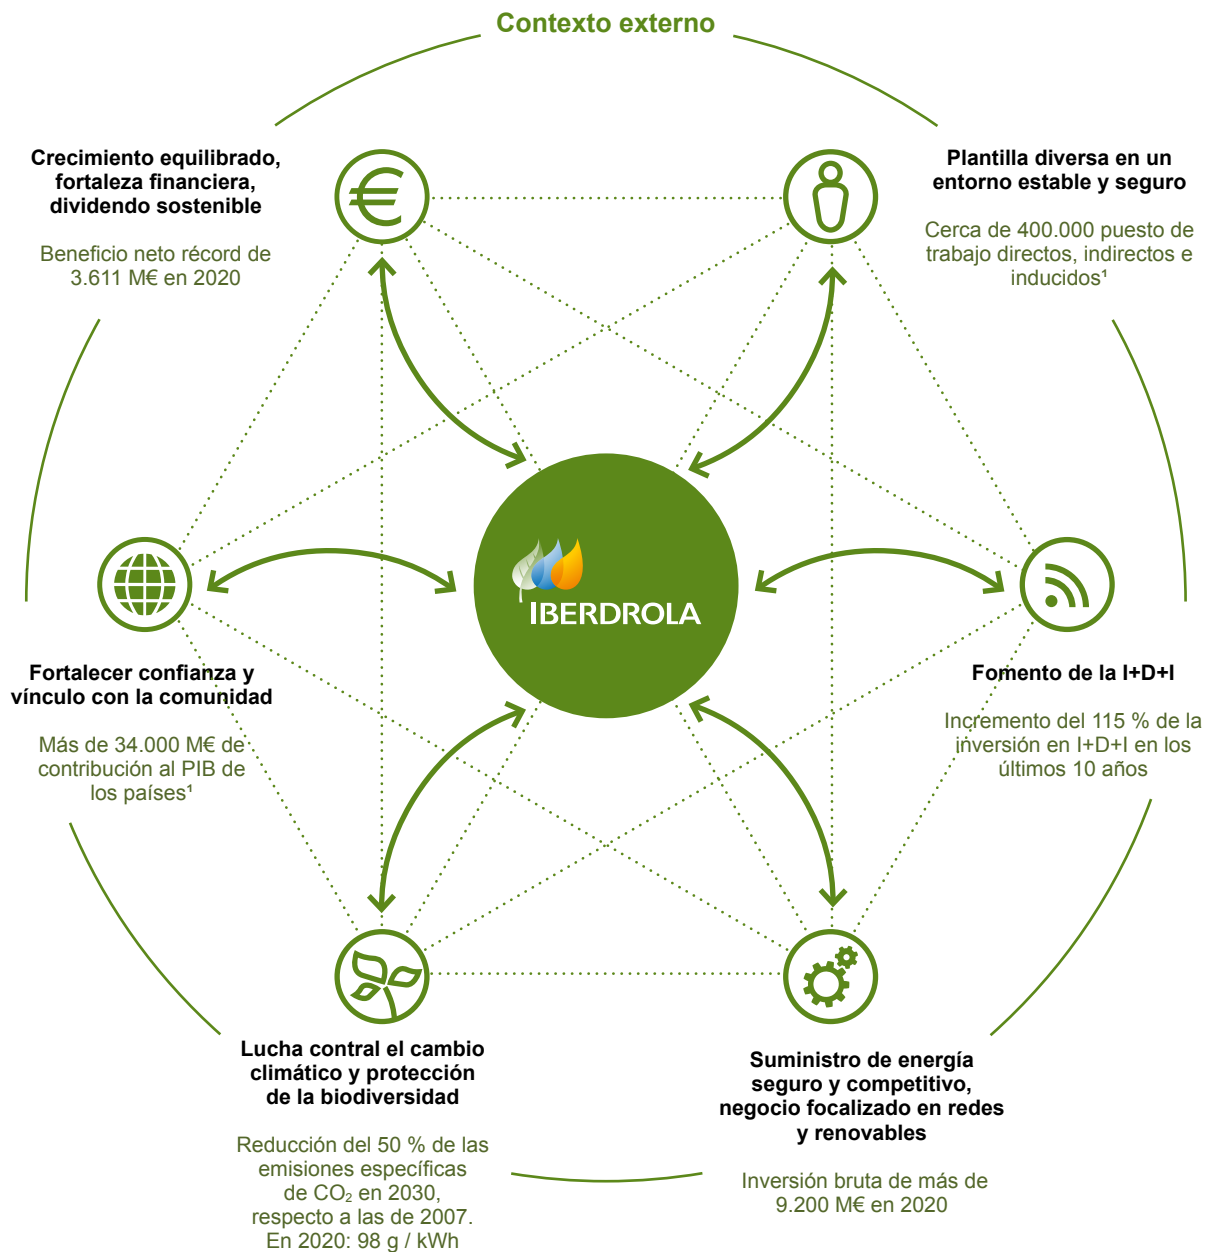 Contexto externo
Crecimiento equilibrado,
fortaleza financiera,
dividendo sostenible
Beneficio neto récord de
3.611 M€ en 2020
Plantilla diversa en un
entorno estable y seguro
Cerca de 400.000 puesto de
trabajo directos, indirectos e
inducidos¹
IBERDROLA
Fortalecer confianza y
vínculo con la comunidad
Más de 34.000 M€ de
contribución al PIB de
los países¹
Fomento de la I+D+I
Incremento del 115 % de la
inversión en I+D+I en los
últimos 10 años
Lucha contral el cambio
climático y protección
de la biodiversidad
Reducción del 50 % de las
emisiones específicas
de CO₂ en 2030,
respecto a las de 2007.
En 2020: 98 g / kWh
Suministro de energía
seguro y competitivo,
negocio focalizado en redes
y renovables
Inversión bruta de más de
9.200 M€ en 2020